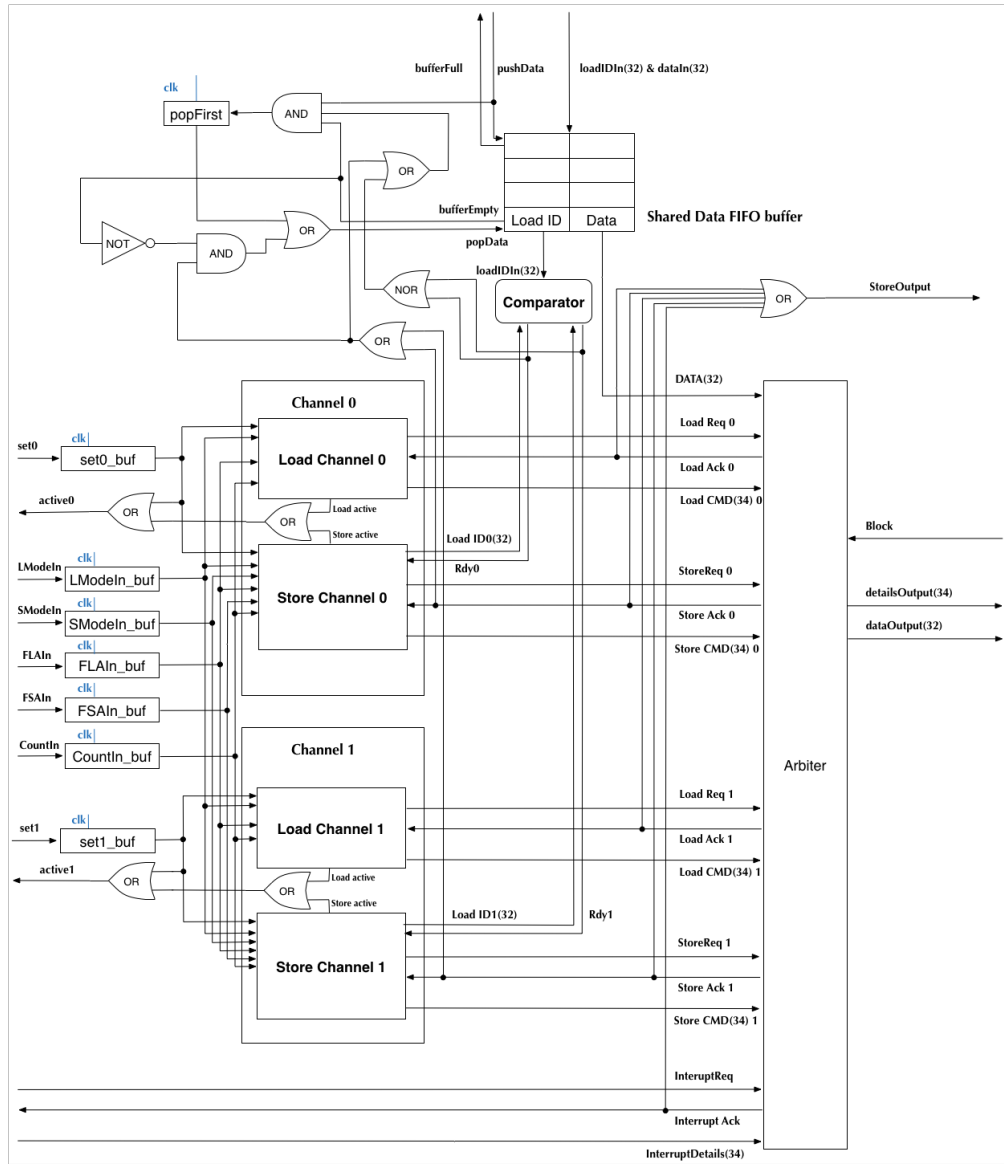 bufferFull
pushData
loadIDIn(32) & dataIn(32)
clk
popFirst
AND
OR
bufferEmpty
Load ID
Data
Shared Data FIFO buffer
OR
NOT
AND
popData
loadIDIn(32)
NOR
Comparator
OR
StoreOutput
OR
DATA(32)
Channel 0
Load Req 0
set0
clk
set0_buf
Load Channel 0
Load Ack 0
Load CMD(34) 0
active0
OR
OR
Load active
Store active
Load ID0(32)
Block
Rdy0
LModeIn
clk
LModeIn_buf
StoreReq 0
Store Channel 0
detailsOutput(34)
SModeIn
clk
SModeIn_buf
Store Ack 0
dataOutput(32)
Store CMD(34) 0
FLAIn
clk
FLAIn_buf
FSAIn
clk
FSAIn_buf
CountIn
clk
CountIn_buf
Channel 1
Arbiter
Load Req 1
set1
clk
set1_buf
Load Channel 1
Load Ack 1
Load CMD(34) 1
active1
OR
OR
Load active
Store active
Load ID1(32)
Rdy1
StoreReq 1
Store Channel 1
Store Ack 1
Store CMD(34) 1
InteruptReq
Interrupt Ack
InterruptDetails(34)